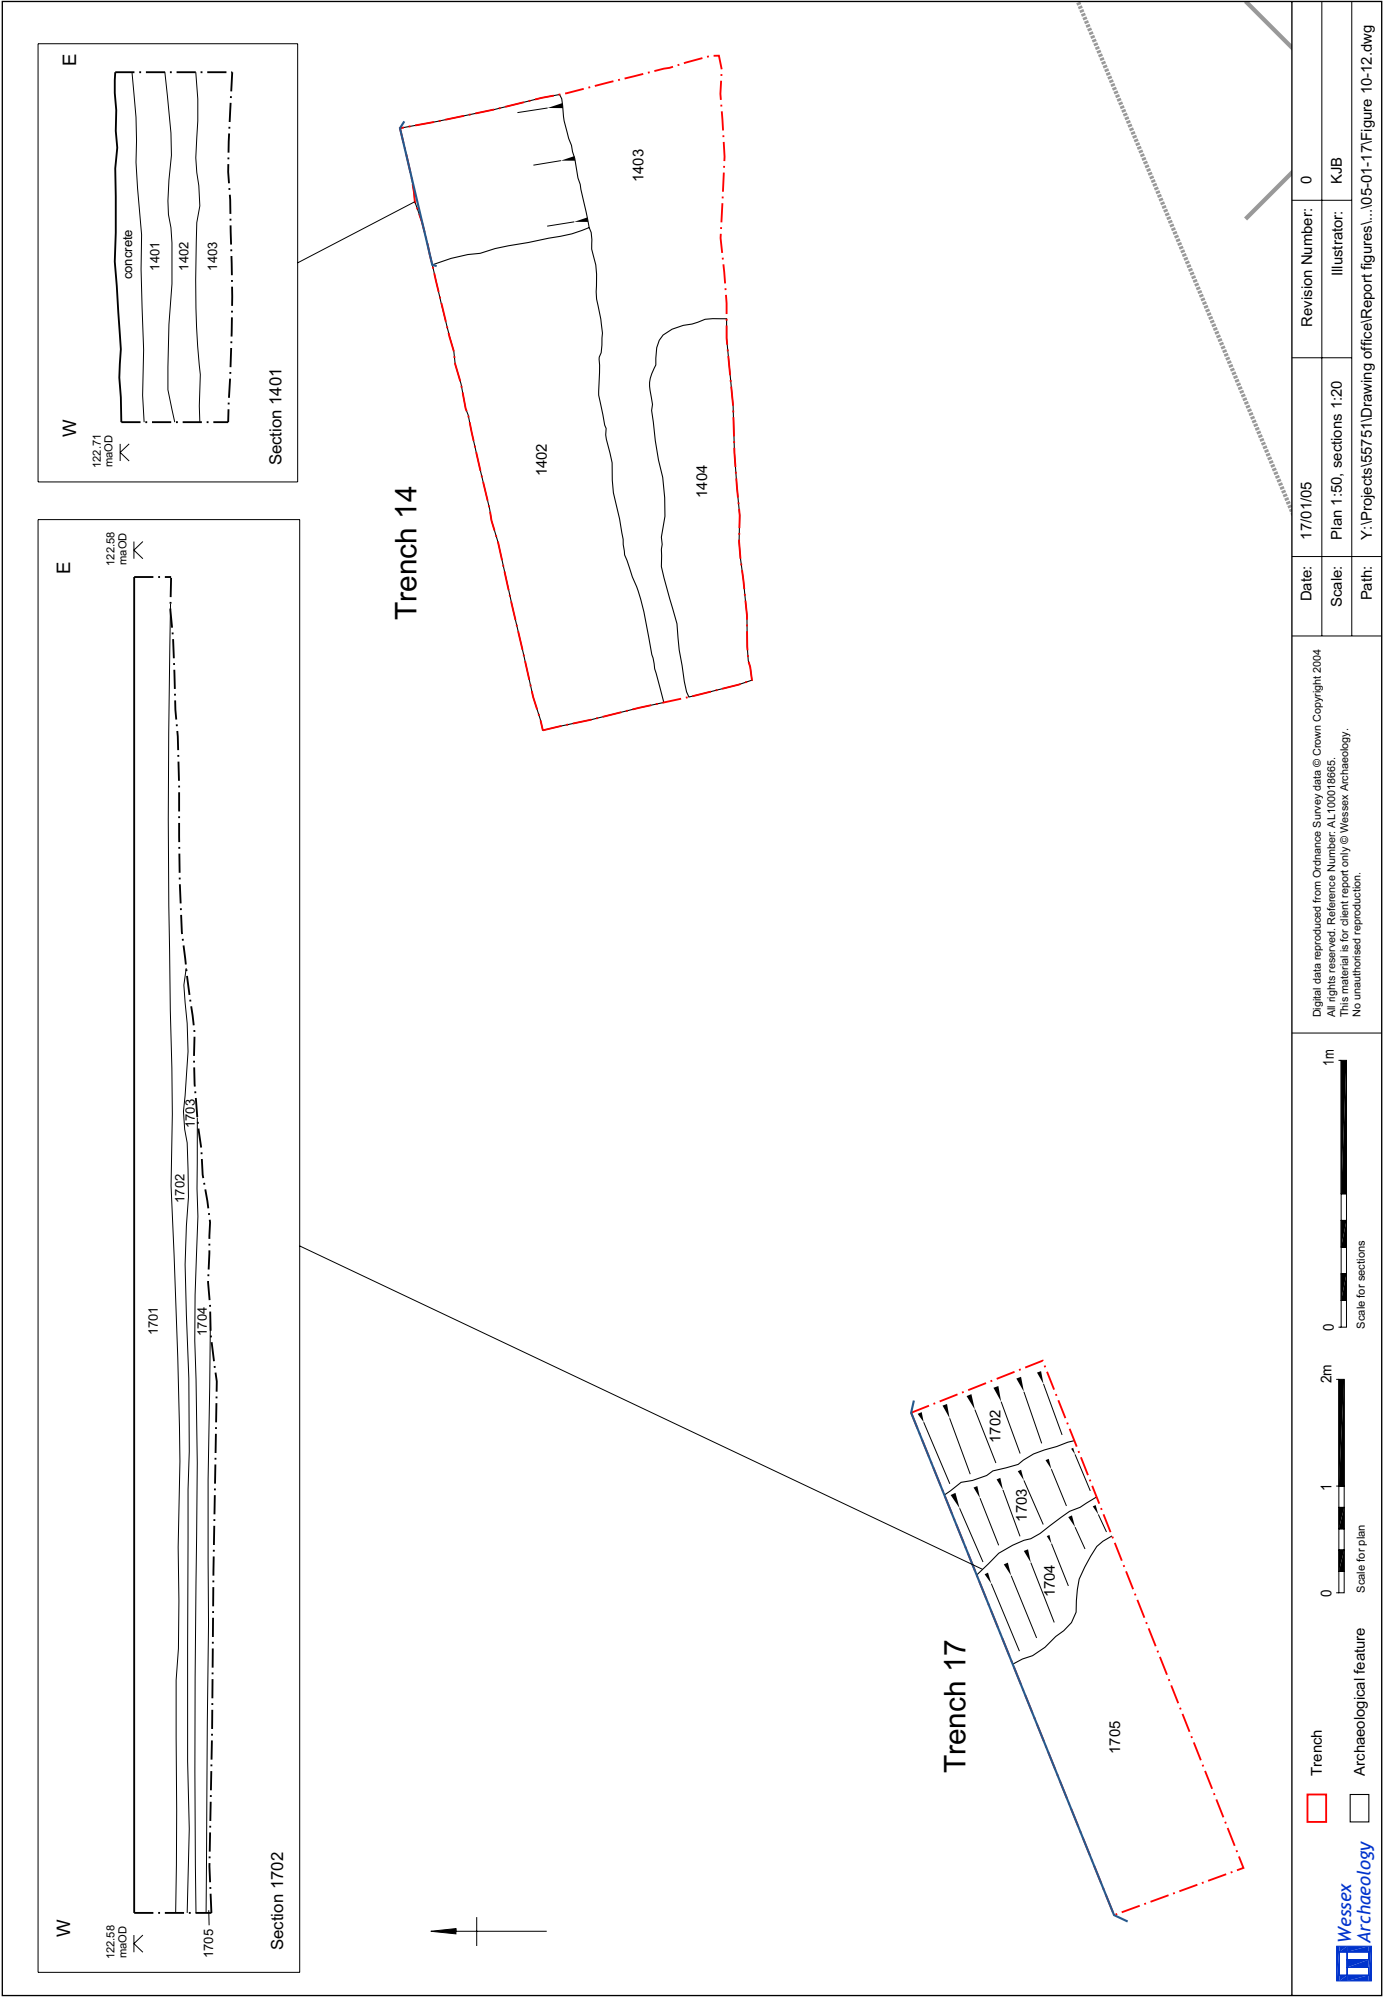 W
E
122.58
maOD
122.58
maOD
1701
1702
1703
1704
1705
Section 1702
W
E
122.71
maOD
concrete
1401
1402
1403
Section 1401
Trench 14
1402
1403
1404
Trench 17
1702
1703
1704
1705
Wessex
Archaeology
Trench
Archaeological feature
0 1 2m
Scale for plan
0 1m
Scale for sections
Digital data reproduced from Ordnance Survey data © Crown Copyright 2004
All rights reserved. Reference Number: AL100018665.
This material is for client report only © Wessex Archaeology.
No unauthorised reproduction.
Date: 17/01/05 Revision Number: 0
Scale: Plan 1:50, sections 1:20 Illustrator: KJB
Path: Y:\Projects\55751\Drawing office\Report figures\...\05-01-17\Figure 10-12.dwg